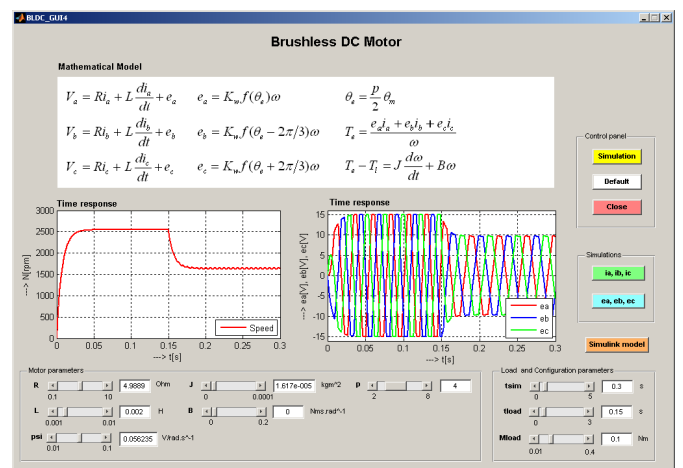 BLDC_GUI4
Brushless DC Motor
Mathematical Model
V_a = Ri_a + L di_a/dt + e_a   e_a = K_w f(θ_e)ω   θ_e = p/2 θ_m
V_b = Ri_b + L di_b/dt + e_b   e_b = K_w f(θ_e − 2π/3)ω   T_e = (e_a i_a + e_b i_b + e_c i_c)/ω
V_c = Ri_c + L di_c/dt + e_c   e_c = K_w f(θ_e + 2π/3)ω   T_e − T_l = J dω/dt + Bω
Control panel
Simulation
Default
Close
Time response
3000
2500
2000
1500
1000
500
0
---> N[rpm]
0 0.05 0.1 0.15 0.2 0.25 0.3
---> t[s]
Speed
Time response
15
10
5
0
-5
-10
-15
---> ea[V], eb[V], ec[V]
0 0.05 0.1 0.15 0.2 0.25 0.3
---> t[s]
ea
eb
ec
Simulations
ia, ib, ic
ea, eb, ec
Simulink model
Motor parameters
R 4.9889 Ohm
0.1 10
L 0.002 H
0.001 0.01
psi 0.056235 V/rad.s^-1
0.01 0.1
J 1.617e-005 kgm^2
0 0.0001
B 0 Nms.rad^-1
0 0.2
p 4
2 8
Load and Configuration parameters
tsim 0.3 s
0 5
tload 0.15 s
0 3
Mload 0.1 Nm
0.01 0.4